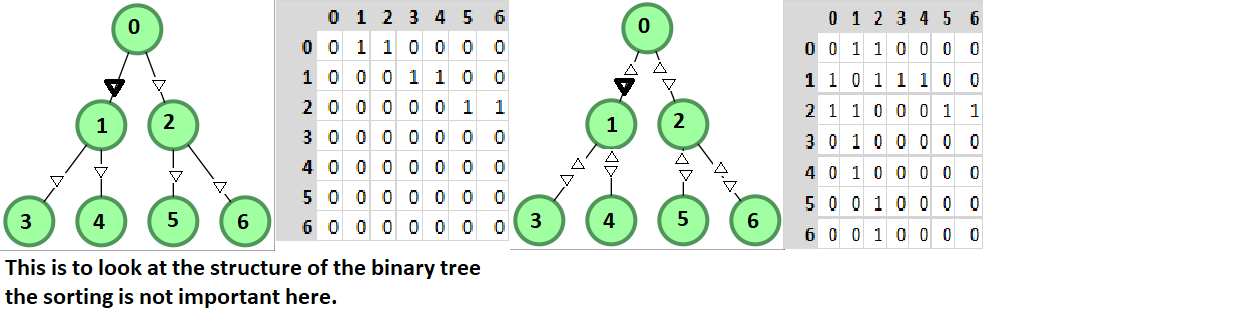 0
1 2
3 4 5 6
0 1 2 3 4 5 6
0 0 1 1 0 0 0 0
1 0 0 0 1 1 0 0
2 0 0 0 0 0 1 1
3 0 0 0 0 0 0 0
4 0 0 0 0 0 0 0
5 0 0 0 0 0 0 0
6 0 0 0 0 0 0 0
0
1 2
3 4 5 6
0 1 2 3 4 5 6
0 0 1 1 0 0 0 0
1 1 0 1 1 1 0 0
2 1 1 0 0 0 1 1
3 0 1 0 0 0 0 0
4 0 1 0 0 0 0 0
5 0 0 1 0 0 0 0
6 0 0 1 0 0 0 0
This is to look at the structure of the binary tree
the sorting is not important here.